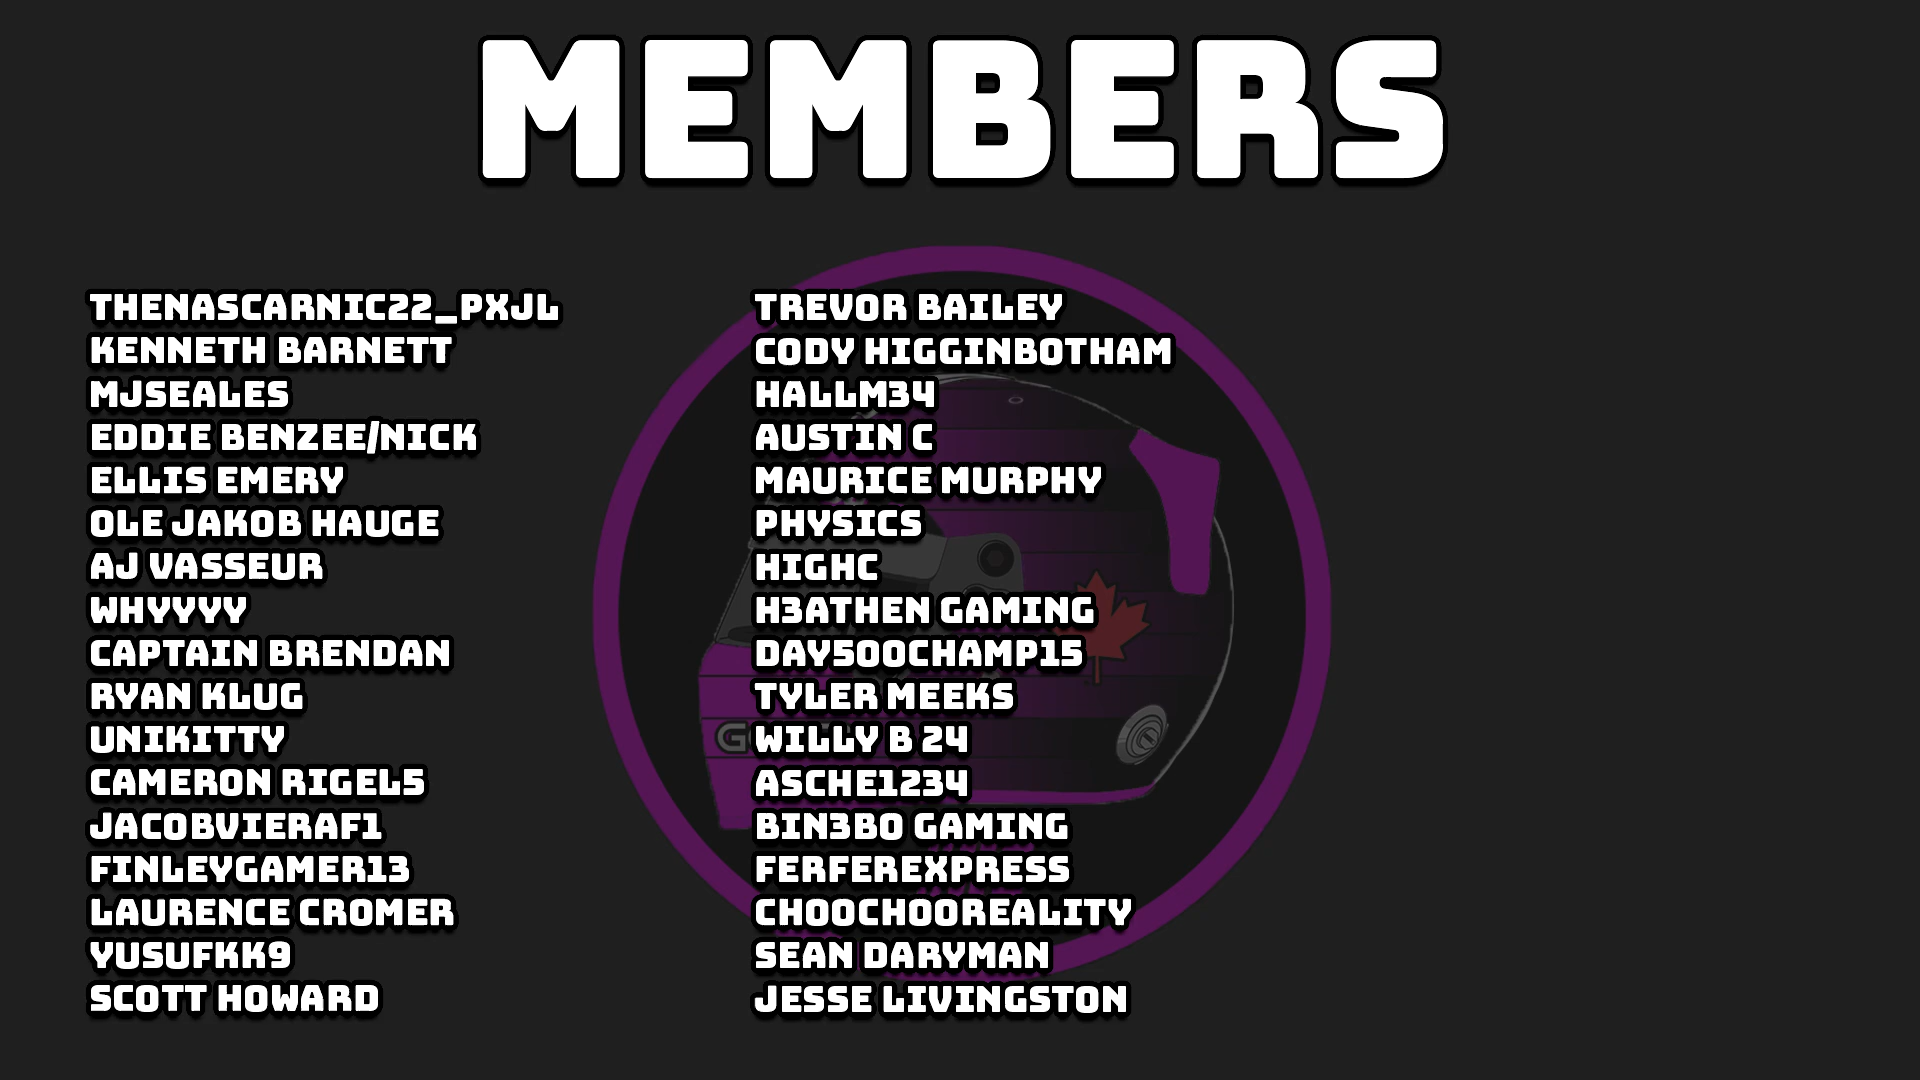 MEMBERS
THENASCARNIC22_PXJL
KENNETH BARNETT
MJSEALES
EDDIE BENZEE/NICK
ELLIS EMERY
OLE JAKOB HAUGE
AJ VASSEUR
WHYYYY
CAPTAIN BRENDAN
RYAN KLUG
UNIKITTY
CAMERON RIGEL5
JACOBVIERAF1
FINLEYGAMER13
LAURENCE CROMER
YUSUFKK9
SCOTT HOWARD
TREVOR BAILEY
CODY HIGGINBOTHAM
HALLM34
AUSTIN C
MAURICE MURPHY
PHYSICS
HIGHC
H3ATHEN GAMING
DAY500CHAMP15
TYLER MEEKS
WILLY B 24
ASCHE1234
BIN3BO GAMING
FERFEREXPRESS
CHOOCHOOREALITY
SEAN DARYMAN
JESSE LIVINGSTON